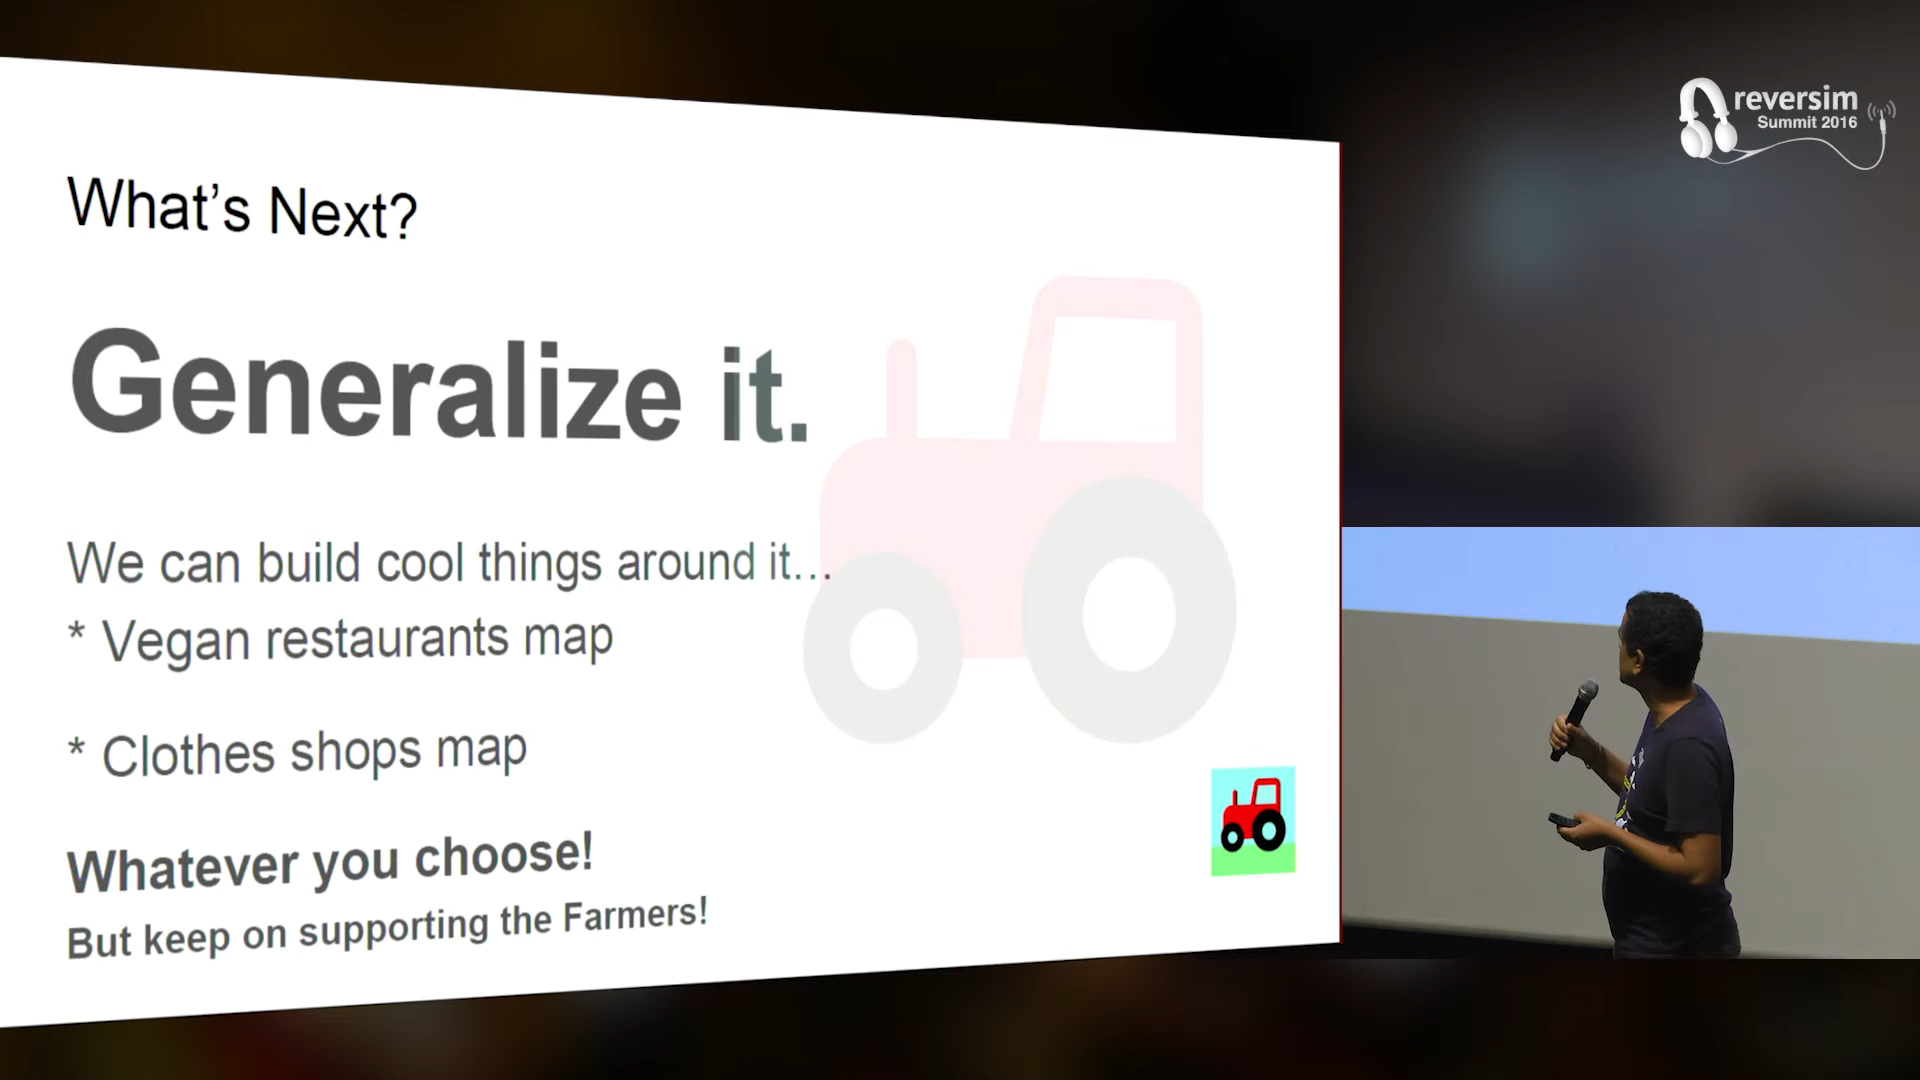 reversim
Summit 2016
What's Next?
Generalize it.
We can build cool things around it...
* Vegan restaurants map
* Clothes shops map
Whatever you choose!
But keep on supporting the Farmers!